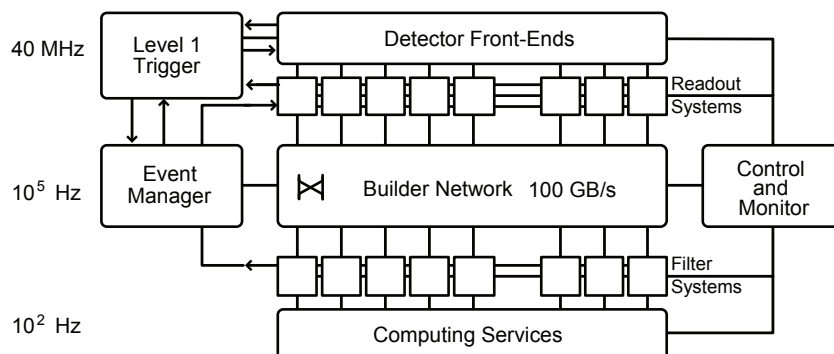 40 MHz
Level 1
Trigger
Detector Front-Ends
Readout
Systems
10⁵ Hz
Event
Manager
Builder Network 100 GB/s
Control
and
Monitor
Filter
Systems
10² Hz
Computing Services